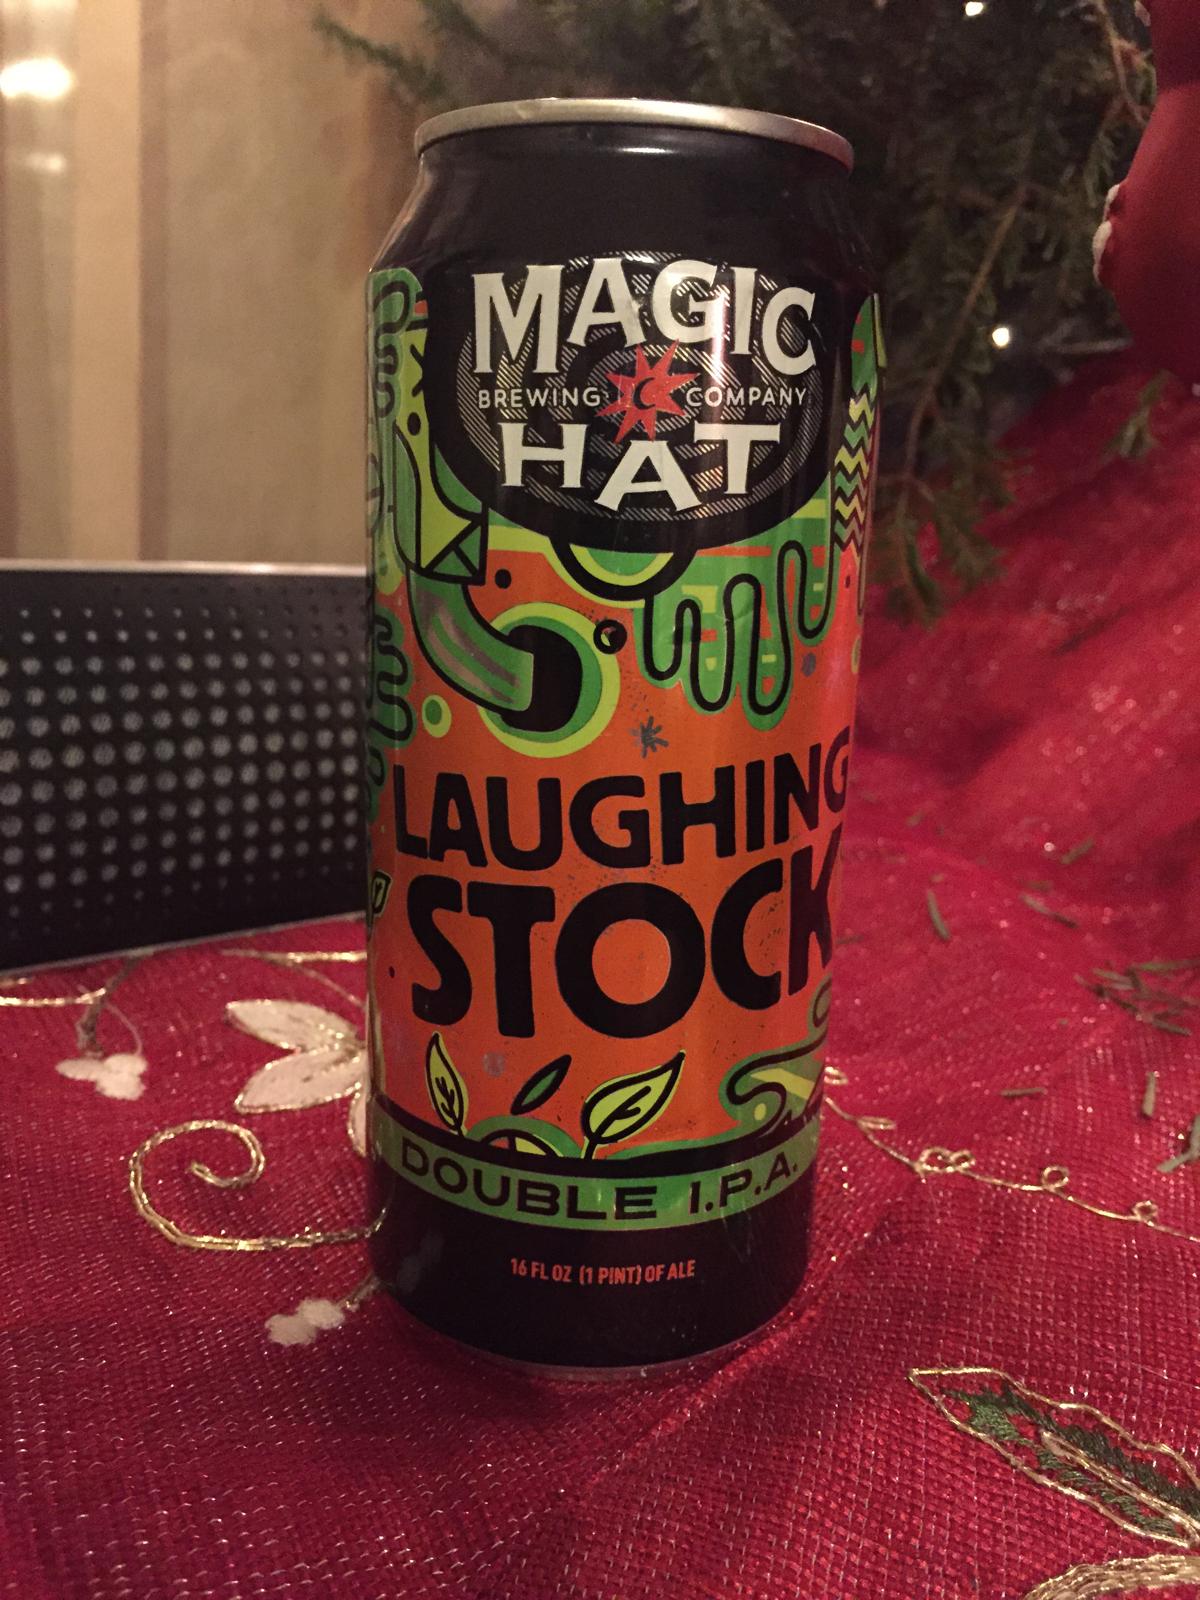 MAGIC
BREWING COMPANY
HAT
LAUGHING
STOCK
DOUBLE I.P.A.
16 FL OZ (1 PINT) OF ALE